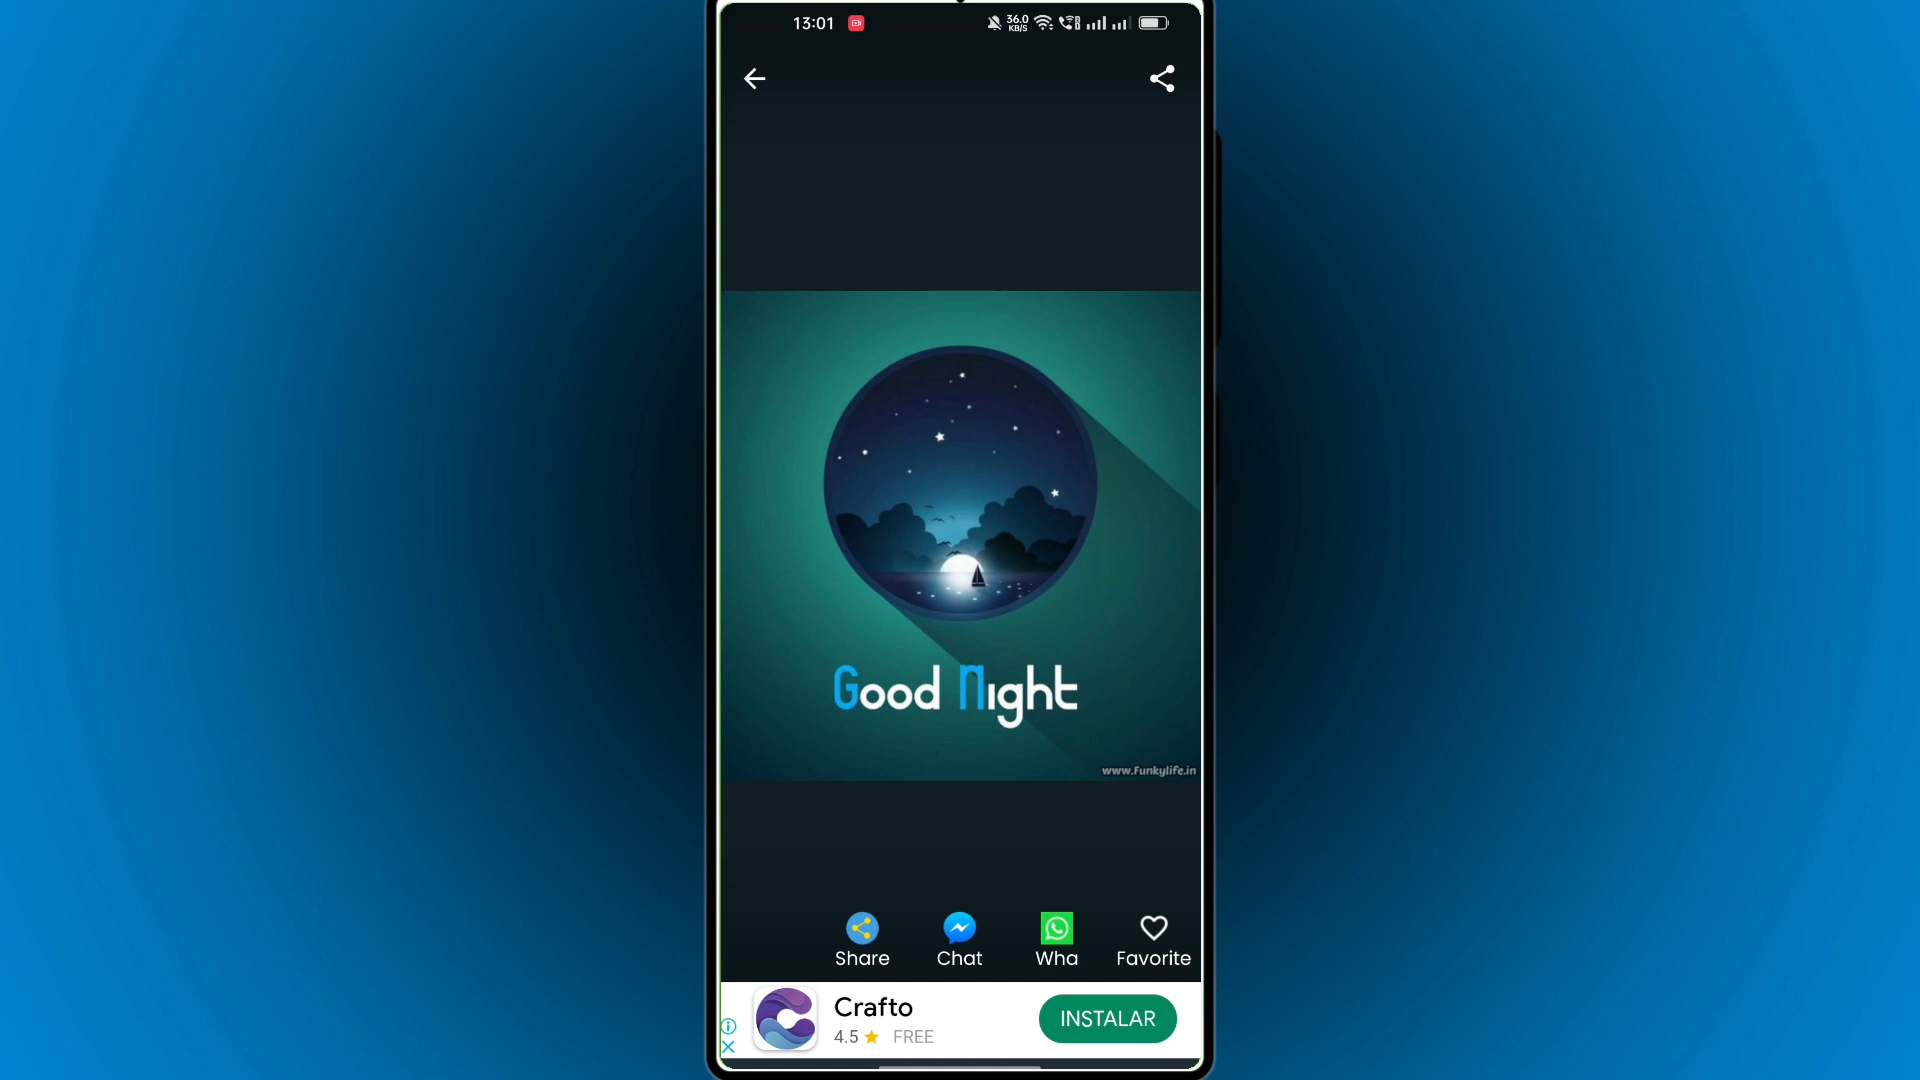 13:01
36.0
KB/S
Good Night
www.Funkylife.in
Share
Chat
Wha
Favorite
Crafto
4.5 FREE
INSTALAR